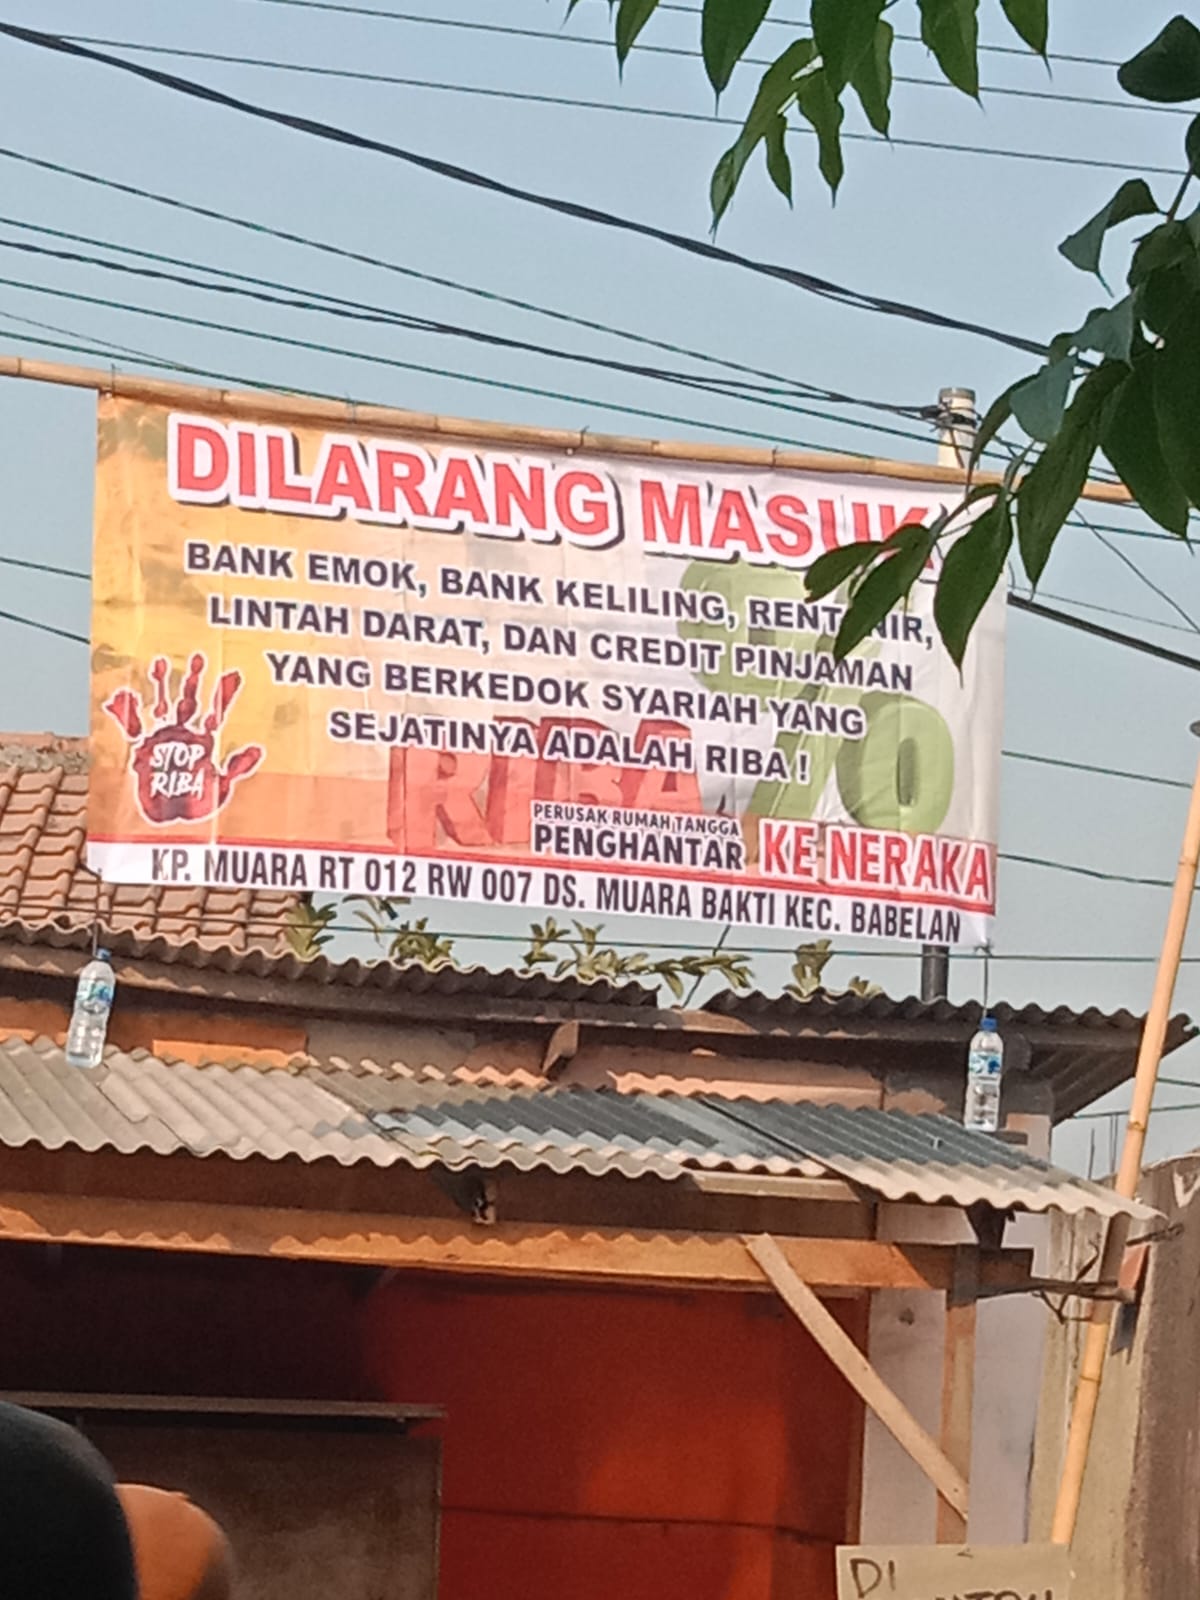 DILARANG MASUK
BANK EMOK, BANK KELILING, RENTENIR,
LINTAH DARAT, DAN CREDIT PINJAMAN
YANG BERKEDOK SYARIAH YANG
SEJATINYA ADALAH RIBA !
STOP
RIBA
RIBA %
PERUSAK RUMAH TANGGA
PENGHANTAR KE NERAKA
KP. MUARA RT 012 RW 007 DS. MUARA BAKTI KEC. BABELAN
DI